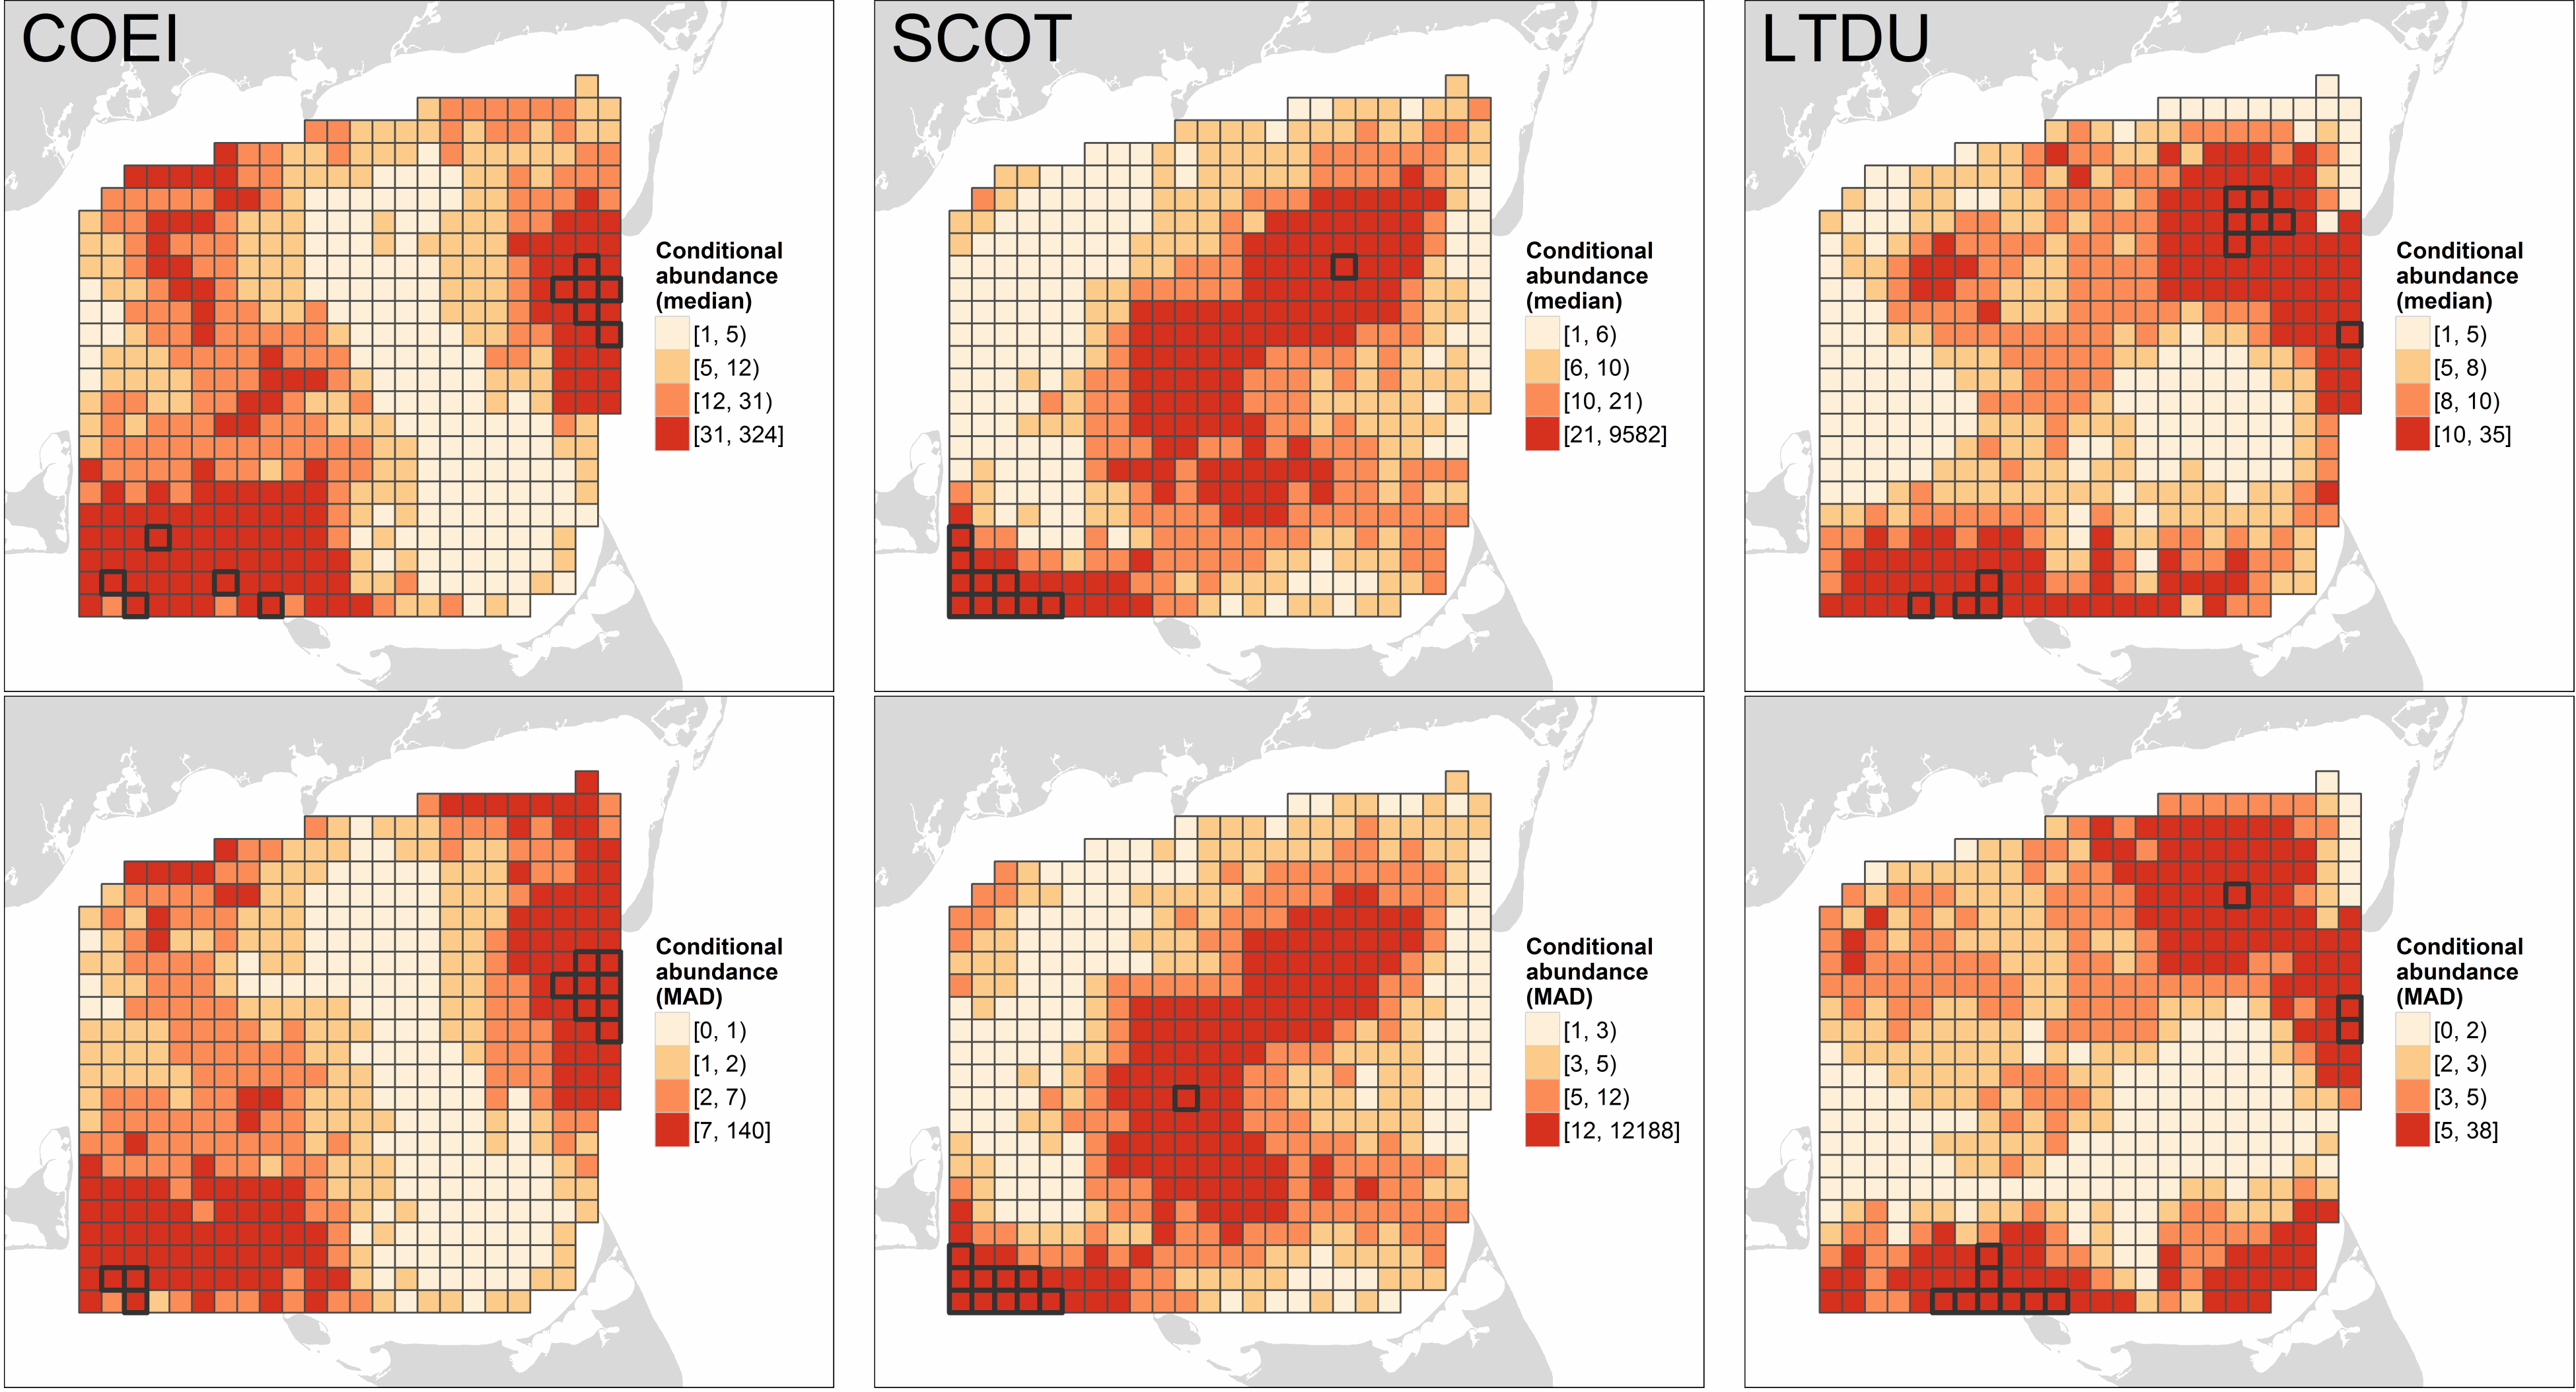 COEI
Conditional
abundance
(median)
[1, 5)
[5, 12)
[12, 31)
[31, 324]
SCOT
Conditional
abundance
(median)
[1, 6)
[6, 10)
[10, 21)
[21, 9582]
LTDU
Conditional
abundance
(median)
[1, 5)
[5, 8)
[8, 10)
[10, 35]
Conditional
abundance
(MAD)
[0, 1)
[1, 2)
[2, 7)
[7, 140]
Conditional
abundance
(MAD)
[1, 3)
[3, 5)
[5, 12)
[12, 12188]
Conditional
abundance
(MAD)
[0, 2)
[2, 3)
[3, 5)
[5, 38]